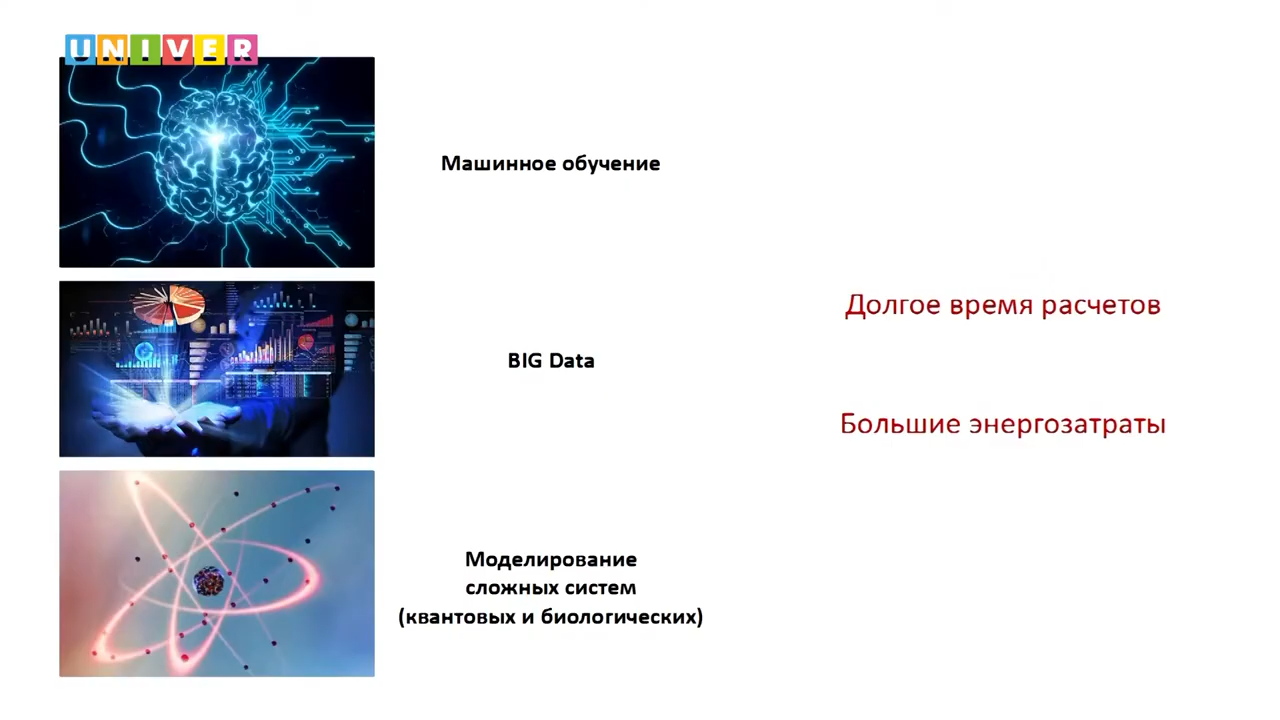 UNIVER
Машинное обучение
BIG Data
Моделирование
сложных систем
(квантовых и биологических)
Долгое время расчетов
Большие энергозатраты